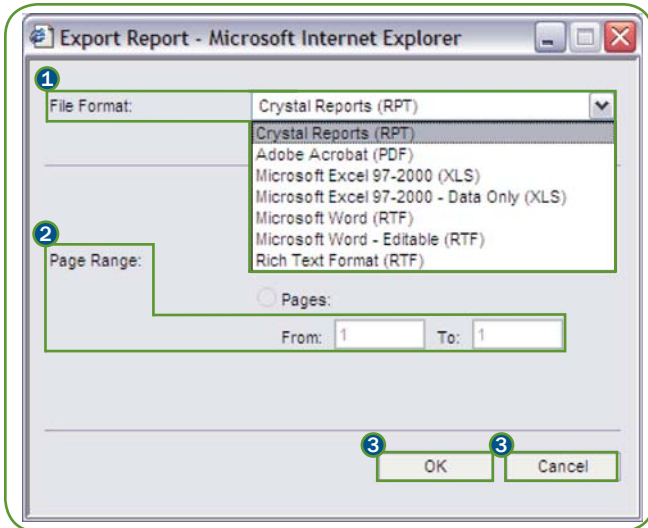 Export Report - Microsoft Internet Explorer
1
File Format: Crystal Reports (RPT)
Crystal Reports (RPT)
Adobe Acrobat (PDF)
Microsoft Excel 97-2000 (XLS)
Microsoft Excel 97-2000 - Data Only (XLS)
Microsoft Word (RTF)
2
Microsoft Word - Editable (RTF)
Page Range: Rich Text Format (RTF)
Pages:
From: 1 To: 1
3 3
OK Cancel